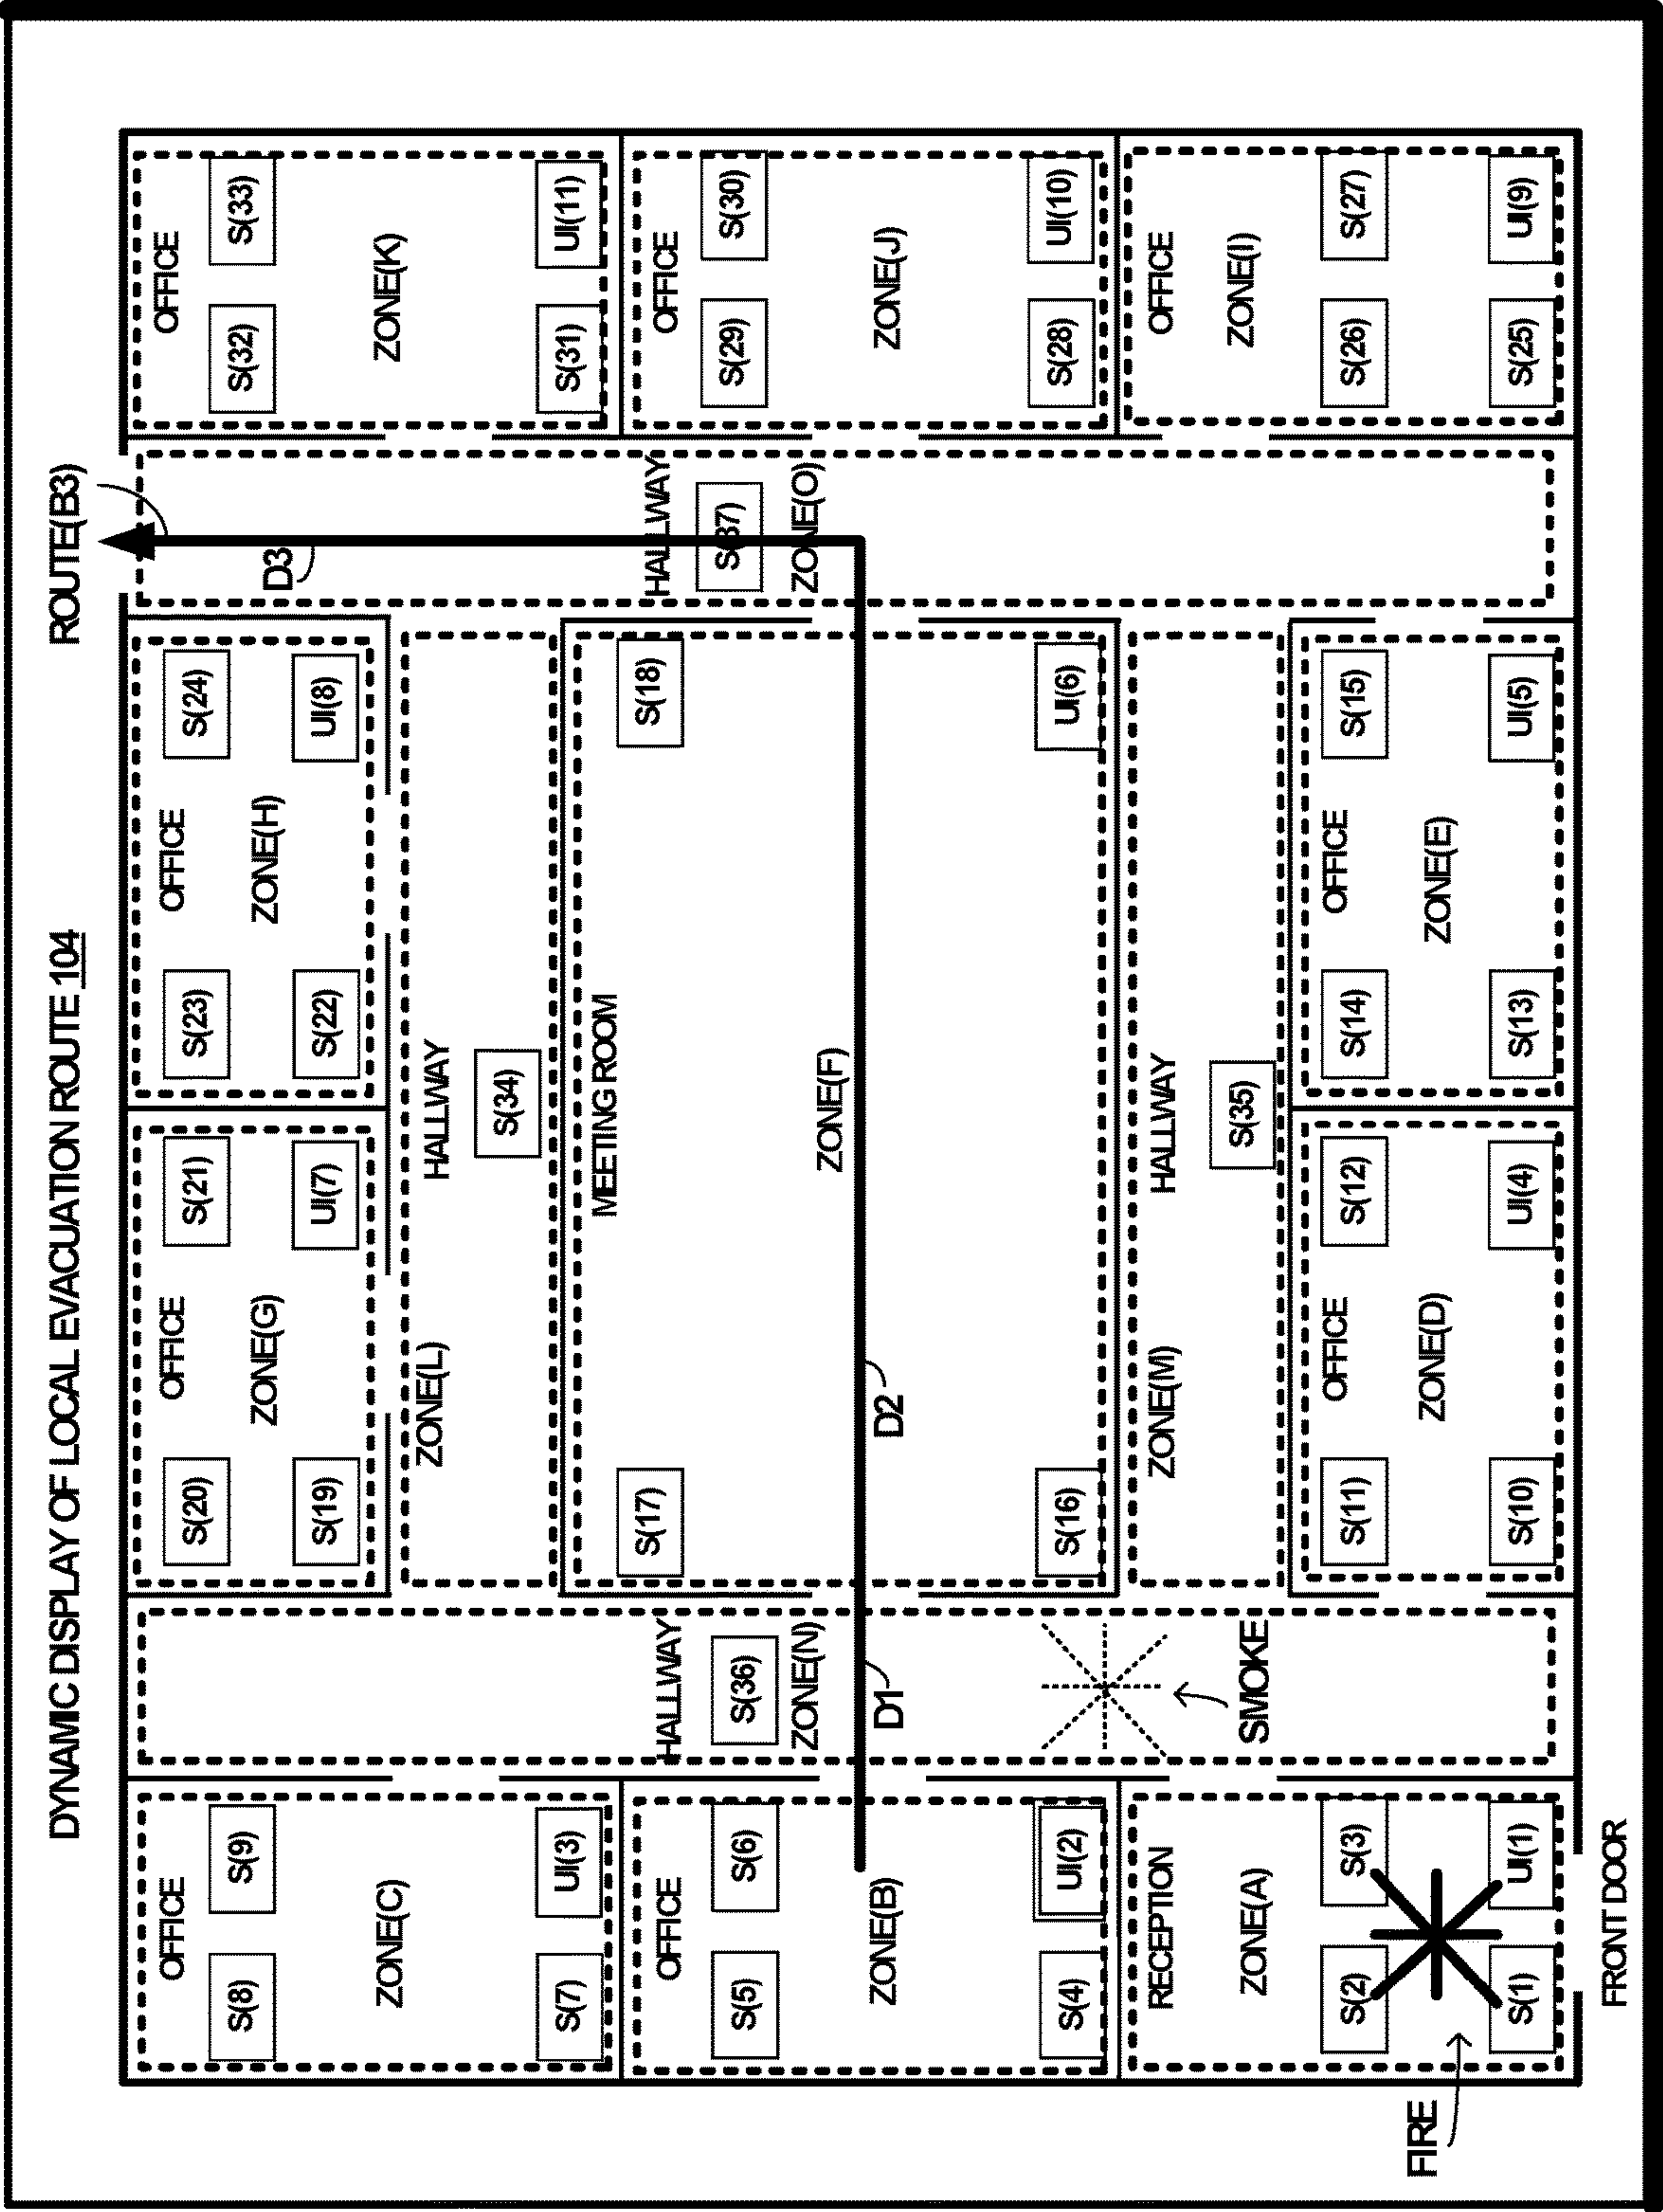 DYNAMIC DISPLAY OF LOCAL EVACUATION ROUTE 104
ROUTE(B3)
D3
OFFICE
S(8)
S(9)
ZONE(C)
S(7)
UI(3)
OFFICE
S(5)
S(6)
ZONE(B)
S(4)
UI(2)
RECEPTION
ZONE(A)
S(2)
S(3)
S(1)
UI(1)
FIRE
FRONT DOOR
HALLWAY
S(36)
ZONE(N)
D1
SMOKE
OFFICE
S(20)
S(21)
ZONE(G)
S(19)
UI(7)
OFFICE
S(23)
S(24)
ZONE(H)
S(22)
UI(8)
HALLWAY
ZONE(L)
S(34)
MEETING ROOM
S(17)
S(18)
ZONE(F)
D2
S(16)
UI(6)
HALLWAY
ZONE(M)
S(35)
OFFICE
S(11)
S(12)
ZONE(D)
S(10)
UI(4)
OFFICE
S(14)
S(15)
ZONE(E)
S(13)
UI(5)
HALLWAY
S(37)
ZONE(O)
OFFICE
S(32)
S(33)
ZONE(K)
S(31)
UI(11)
OFFICE
S(29)
S(30)
ZONE(J)
S(28)
UI(10)
OFFICE
ZONE(I)
S(26)
S(27)
S(25)
UI(9)